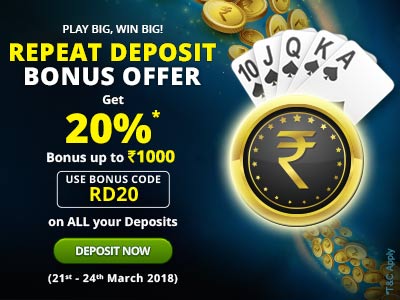 PLAY BIG, WIN BIG!
REPEAT DEPOSIT
BONUS OFFER
Get
20%*
Bonus up to ₹1000
USE BONUS CODE
RD20
on ALL your Deposits
DEPOSIT NOW
(21st - 24th March 2018)
10 J Q K A
₹
*T&C Apply